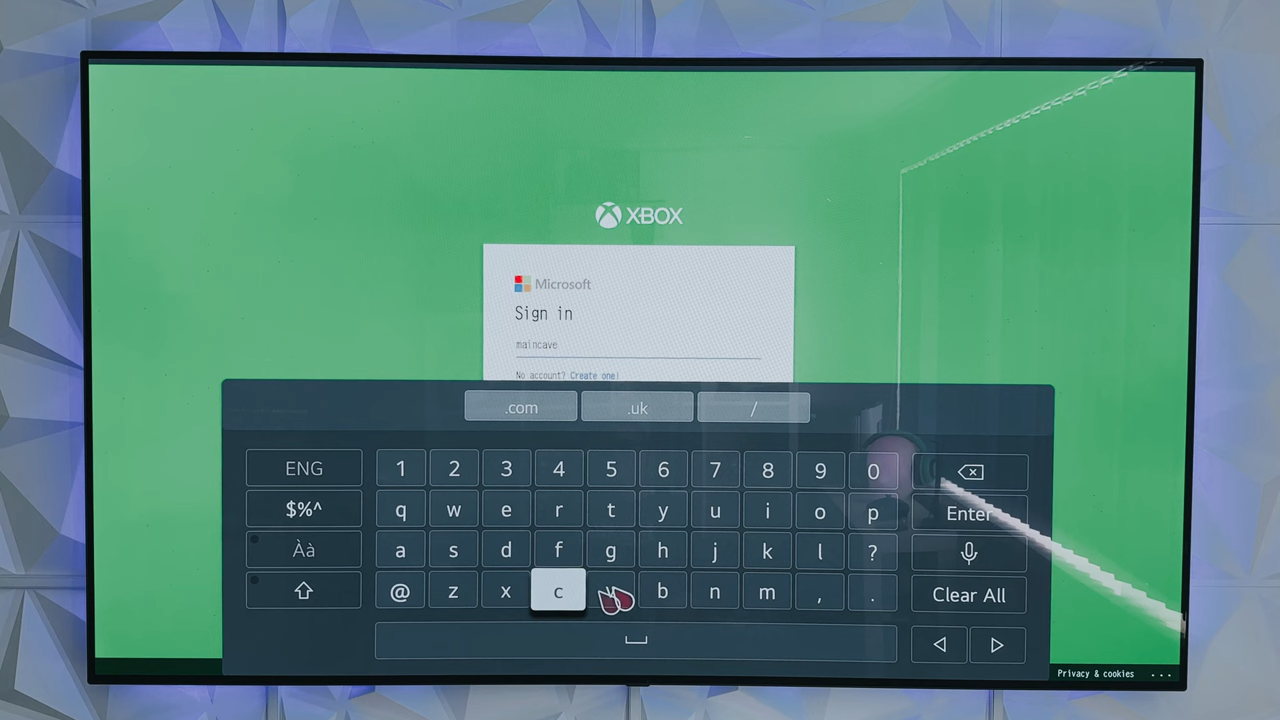 XBOX
Microsoft
Sign in
maincave
No account? Create one!
.com .uk /
ENG 1 2 3 4 5 6 7 8 9 0
$%^ q w e r t y u i o p Enter
Àà a s d f g h j k l ?
@ z x c b n m , . Clear All
Privacy & cookies ...